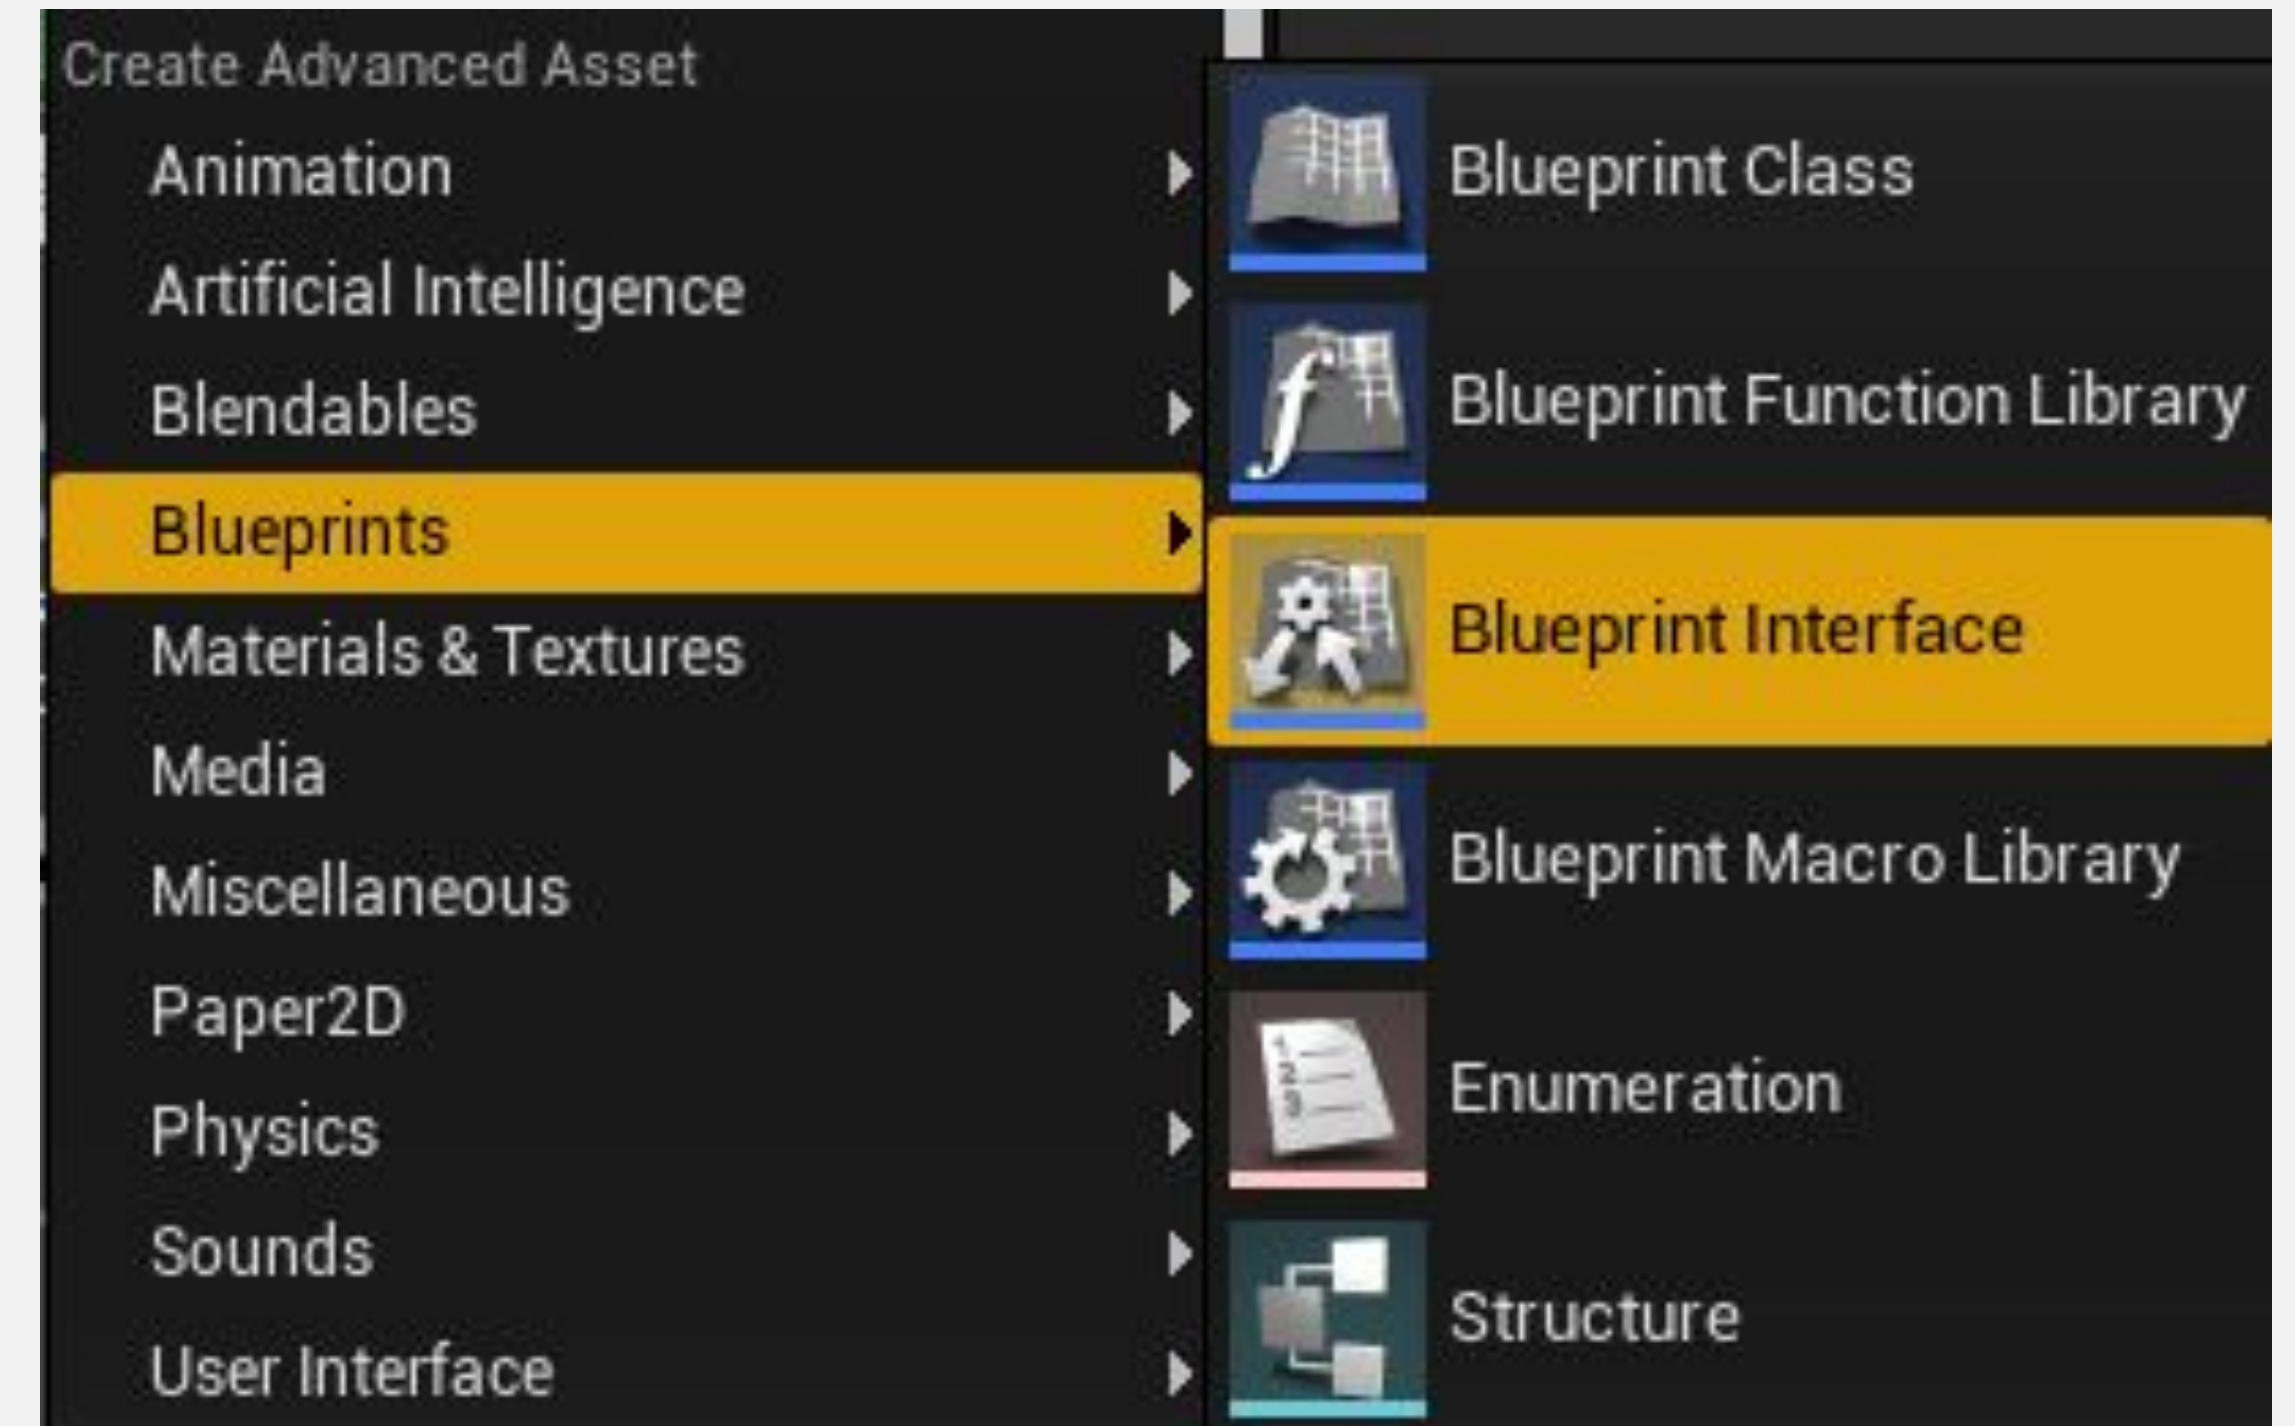 Create Advanced Asset
Animation
Artificial Intelligence
Blendables
Blueprints
Materials & Textures
Media
Miscellaneous
Paper2D
Physics
Sounds
User Interface
Blueprint Class
Blueprint Function Library
Blueprint Interface
Blueprint Macro Library
Enumeration
Structure